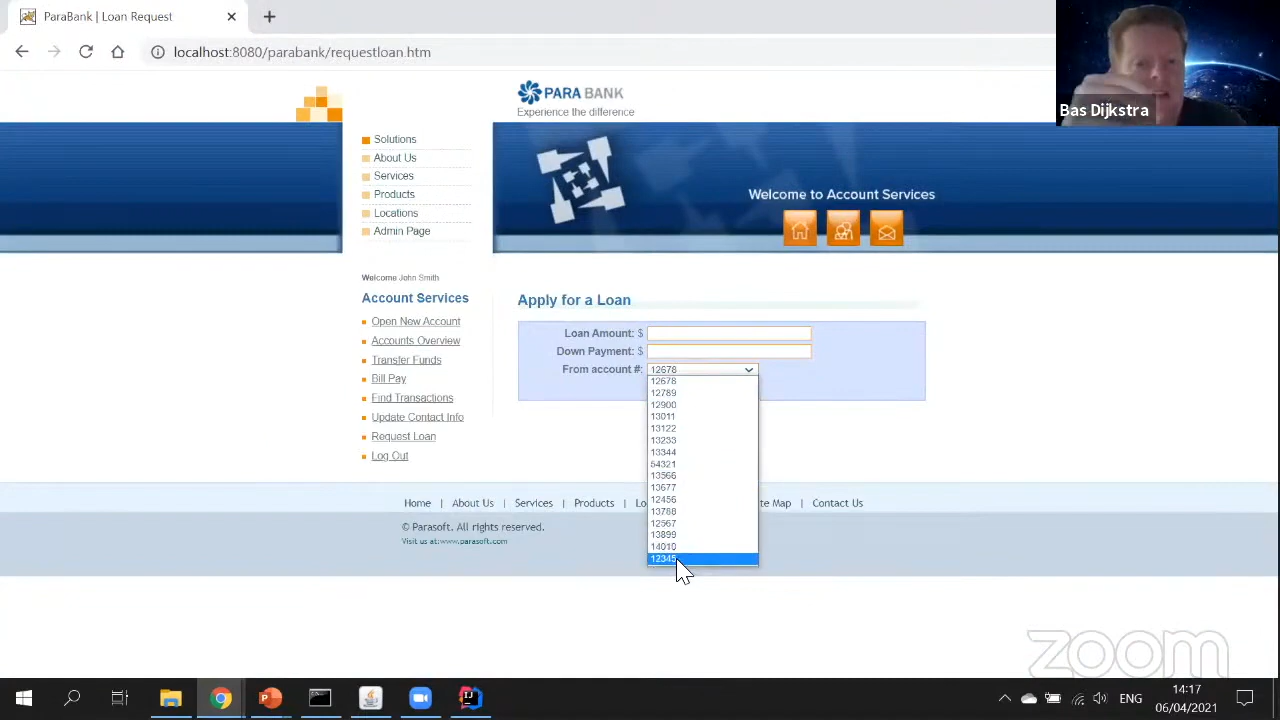 ParaBank | Loan Request
localhost:8080/parabank/requestloan.htm
Bas Dijkstra
PARA BANK
Experience the difference
Solutions
About Us
Services
Products
Locations
Admin Page
Welcome to Account Services
Welcome John Smith
Account Services
Open New Account
Accounts Overview
Transfer Funds
Bill Pay
Find Transactions
Update Contact Info
Request Loan
Log Out
Apply for a Loan
Loan Amount: $
Down Payment: $
From account #: 12678
12678
12789
12900
13011
13122
13233
13344
54321
13566
13677
12456
13788
12567
13899
14010
12345
Home | About Us | Services | Products | Lo te Map | Contact Us
© Parasoft. All rights reserved.
Visit us at:www.parasoft.com
zoom
ENG
14:17
06/04/2021